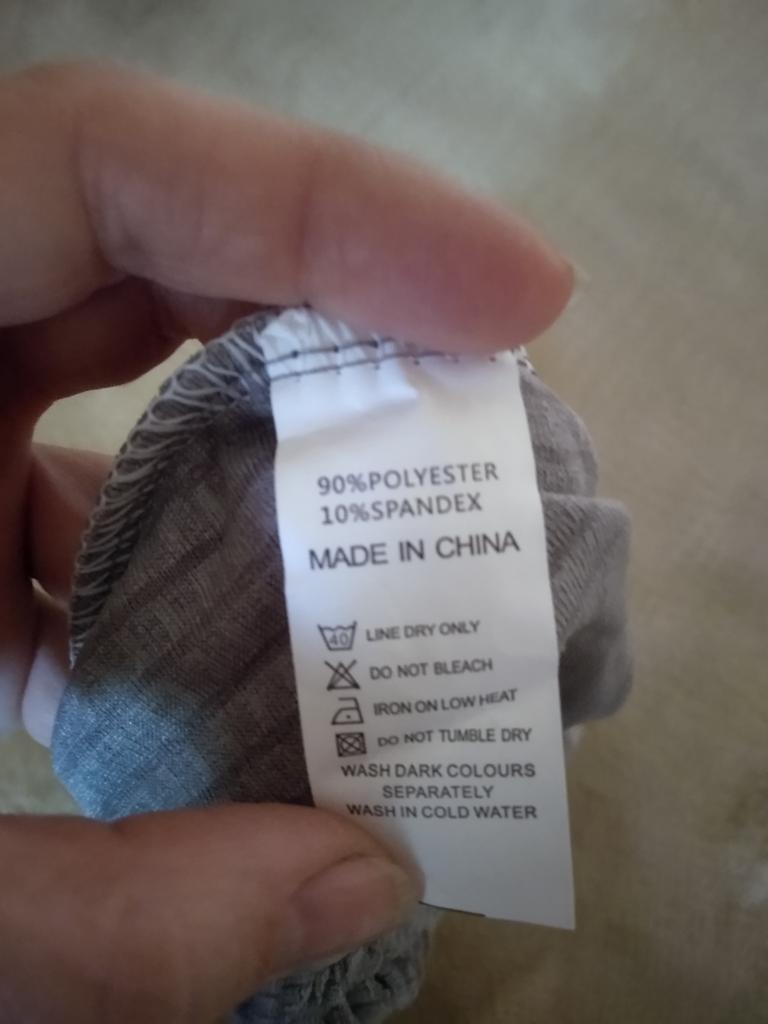 90%POLYESTER
10%SPANDEX
MADE IN CHINA
40 LINE DRY ONLY
DO NOT BLEACH
IRON ON LOW HEAT
DO NOT TUMBLE DRY
WASH DARK COLOURS
SEPARATELY
WASH IN COLD WATER